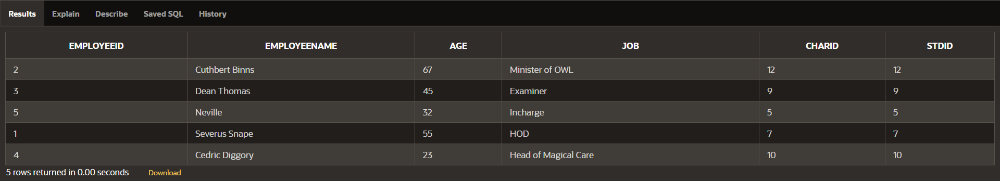 Results Explain Describe Saved SQL History
EMPLOYEEID EMPLOYEENAME AGE JOB CHARID STDID
2 Cuthbert Binns 67 Minister of OWL 12 12
3 Dean Thomas 45 Examiner 9 9
5 Neville 32 Incharge 5 5
1 Severus Snape 55 HOD 7 7
4 Cedric Diggory 23 Head of Magical Care 10 10
5 rows returned in 0.00 seconds Download